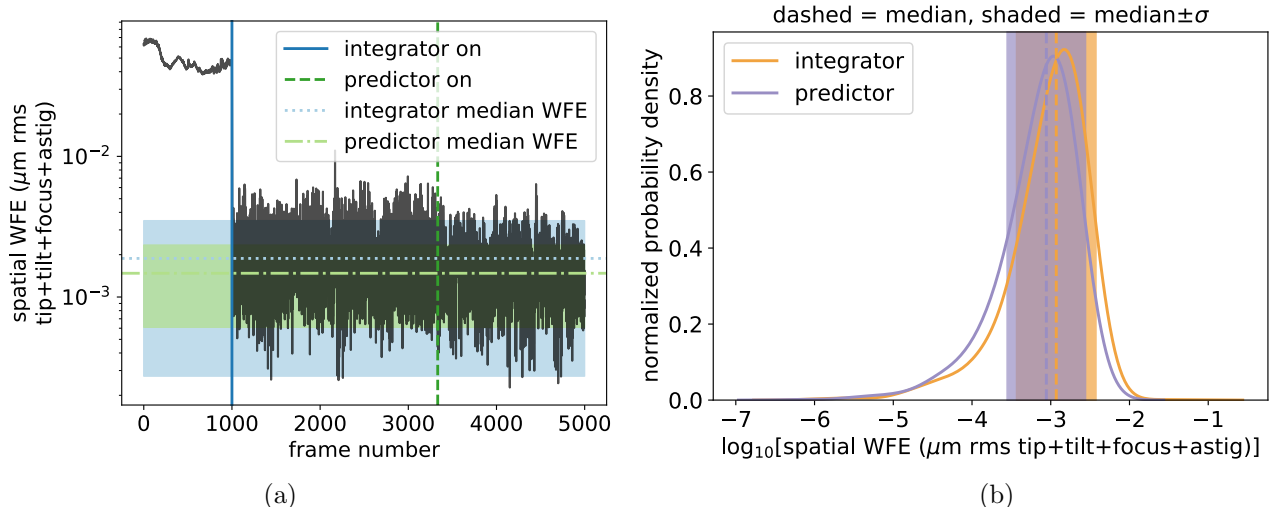 integrator on
predictor on
integrator median WFE
predictor median WFE
spatial WFE (μm rms
tip+tilt+focus+astig)
10⁻²
10⁻³
0
1000
2000
3000
4000
5000
frame number
(a)
dashed = median, shaded = median±σ
integrator
predictor
normalized probability density
0.8
0.6
0.4
0.2
0.0
−7
−6
−5
−4
−3
−2
−1
log₁₀[spatial WFE (μm rms tip+tilt+focus+astig)]
(b)